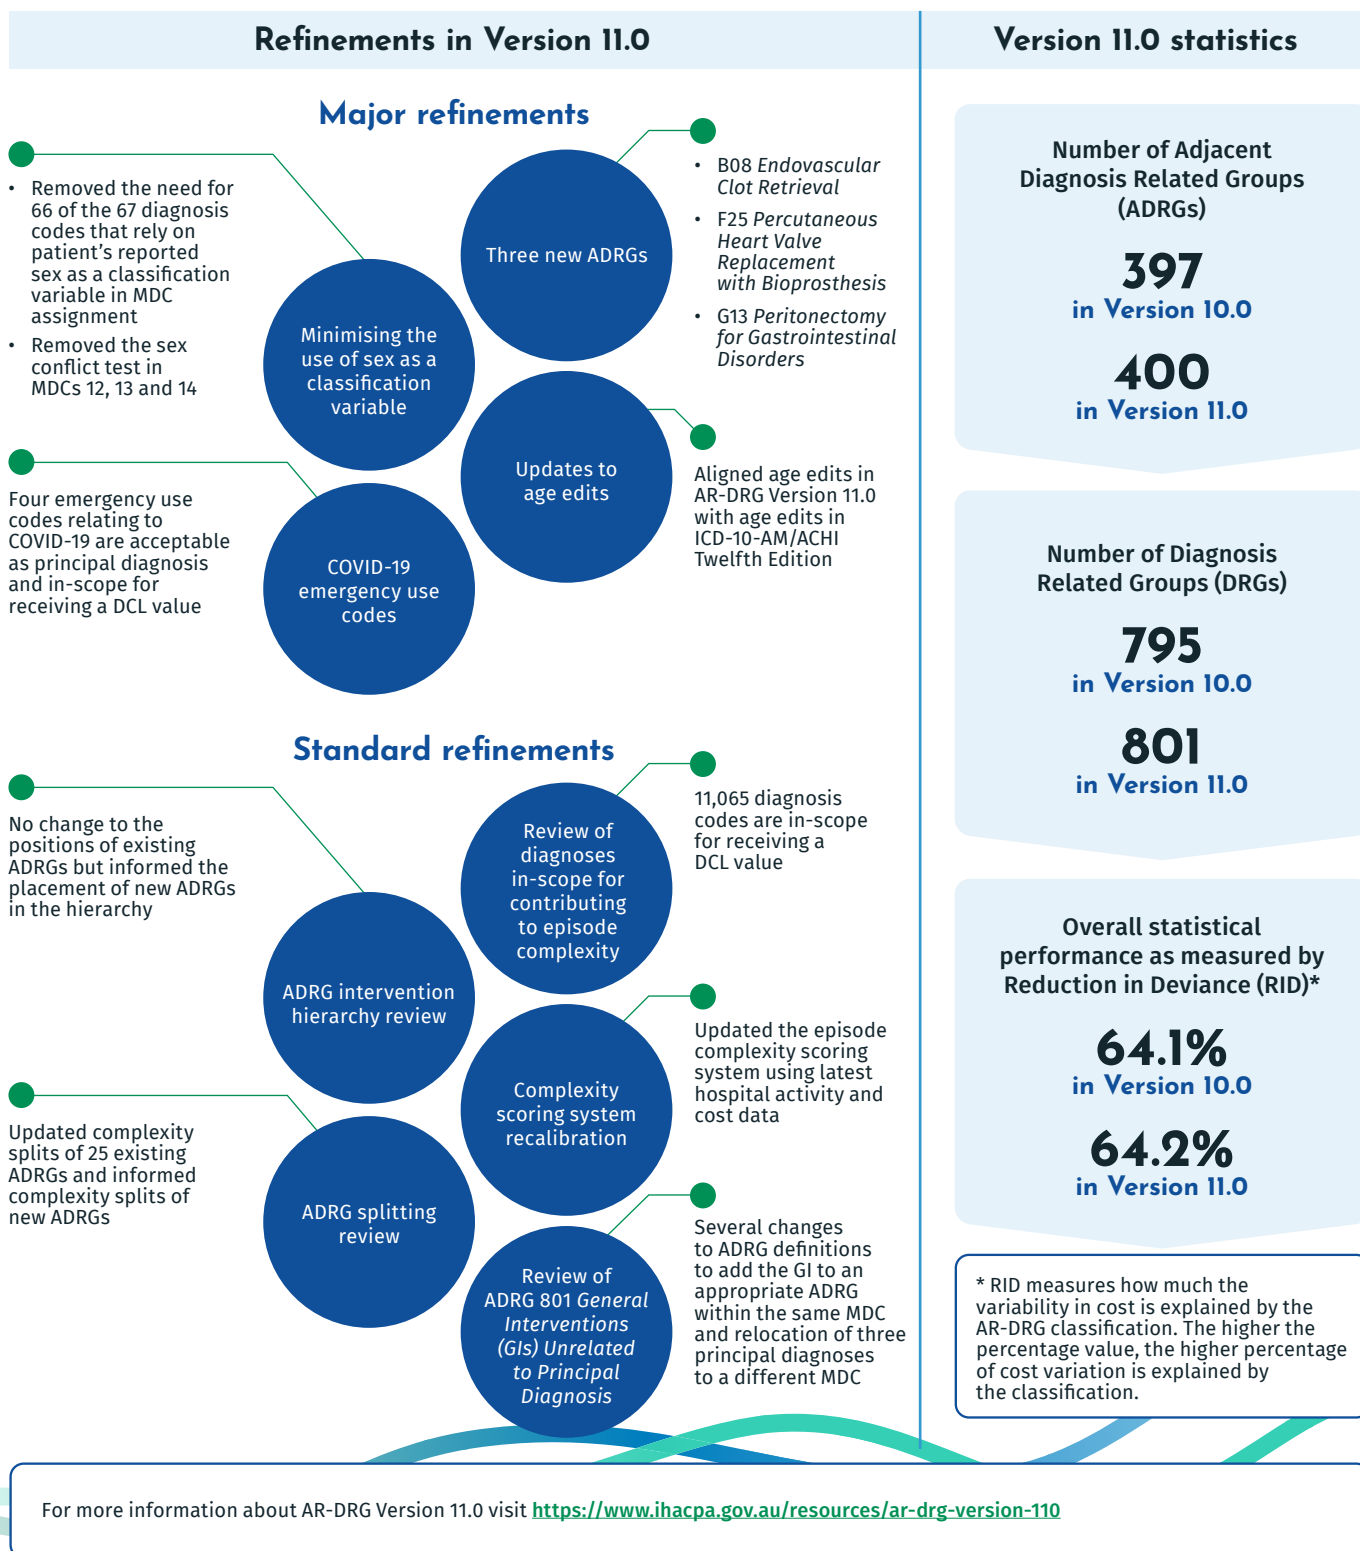 Refinements in Version 11.0
Major refinements
• Removed the need for
66 of the 67 diagnosis
codes that rely on
patient's reported
sex as a classification
variable in MDC
assignment
• Removed the sex
conflict test in
MDCs 12, 13 and 14
Minimising the
use of sex as a
classification
variable
Three new ADRGs
• B08 Endovascular
Clot Retrieval
• F25 Percutaneous
Heart Valve
Replacement
with Bioprosthesis
• G13 Peritonectomy
for Gastrointestinal
Disorders
Four emergency use
codes relating to
COVID-19 are acceptable
as principal diagnosis
and in-scope for
receiving a DCL value
COVID-19
emergency use
codes
Updates to
age edits
Aligned age edits in
AR-DRG Version 11.0
with age edits in
ICD-10-AM/ACHI
Twelfth Edition
Standard refinements
No change to the
positions of existing
ADRGs but informed the
placement of new ADRGs
in the hierarchy
ADRG intervention
hierarchy review
Review of
diagnoses
in-scope for
contributing
to episode
complexity
11,065 diagnosis
codes are in-scope
for receiving a
DCL value
Complexity
scoring system
recalibration
Updated the episode
complexity scoring
system using latest
hospital activity and
cost data
Updated complexity
splits of 25 existing
ADRGs and informed
complexity splits of
new ADRGs
ADRG splitting
review
Review of
ADRG 801 General
Interventions
(GIs) Unrelated
to Principal
Diagnosis
Several changes
to ADRG definitions
to add the GI to an
appropriate ADRG
within the same MDC
and relocation of three
principal diagnoses
to a different MDC
Version 11.0 statistics
Number of Adjacent
Diagnosis Related Groups
(ADRGs)
397
in Version 10.0
400
in Version 11.0
Number of Diagnosis
Related Groups (DRGs)
795
in Version 10.0
801
in Version 11.0
Overall statistical
performance as measured by
Reduction in Deviance (RID)*
64.1%
in Version 10.0
64.2%
in Version 11.0
* RID measures how much the
variability in cost is explained by the
AR-DRG classification. The higher the
percentage value, the higher percentage
of cost variation is explained by
the classification.
For more information about AR-DRG Version 11.0 visit https://www.ihacpa.gov.au/resources/ar-drg-version-110